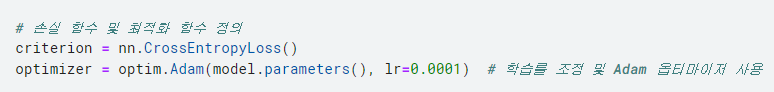 # 손실 함수 및 최적화 함수 정의
criterion = nn.CrossEntropyLoss()
optimizer = optim.Adam(model.parameters(), lr=0.0001)  # 학습률 조정 및 Adam 옵티마이저 사용